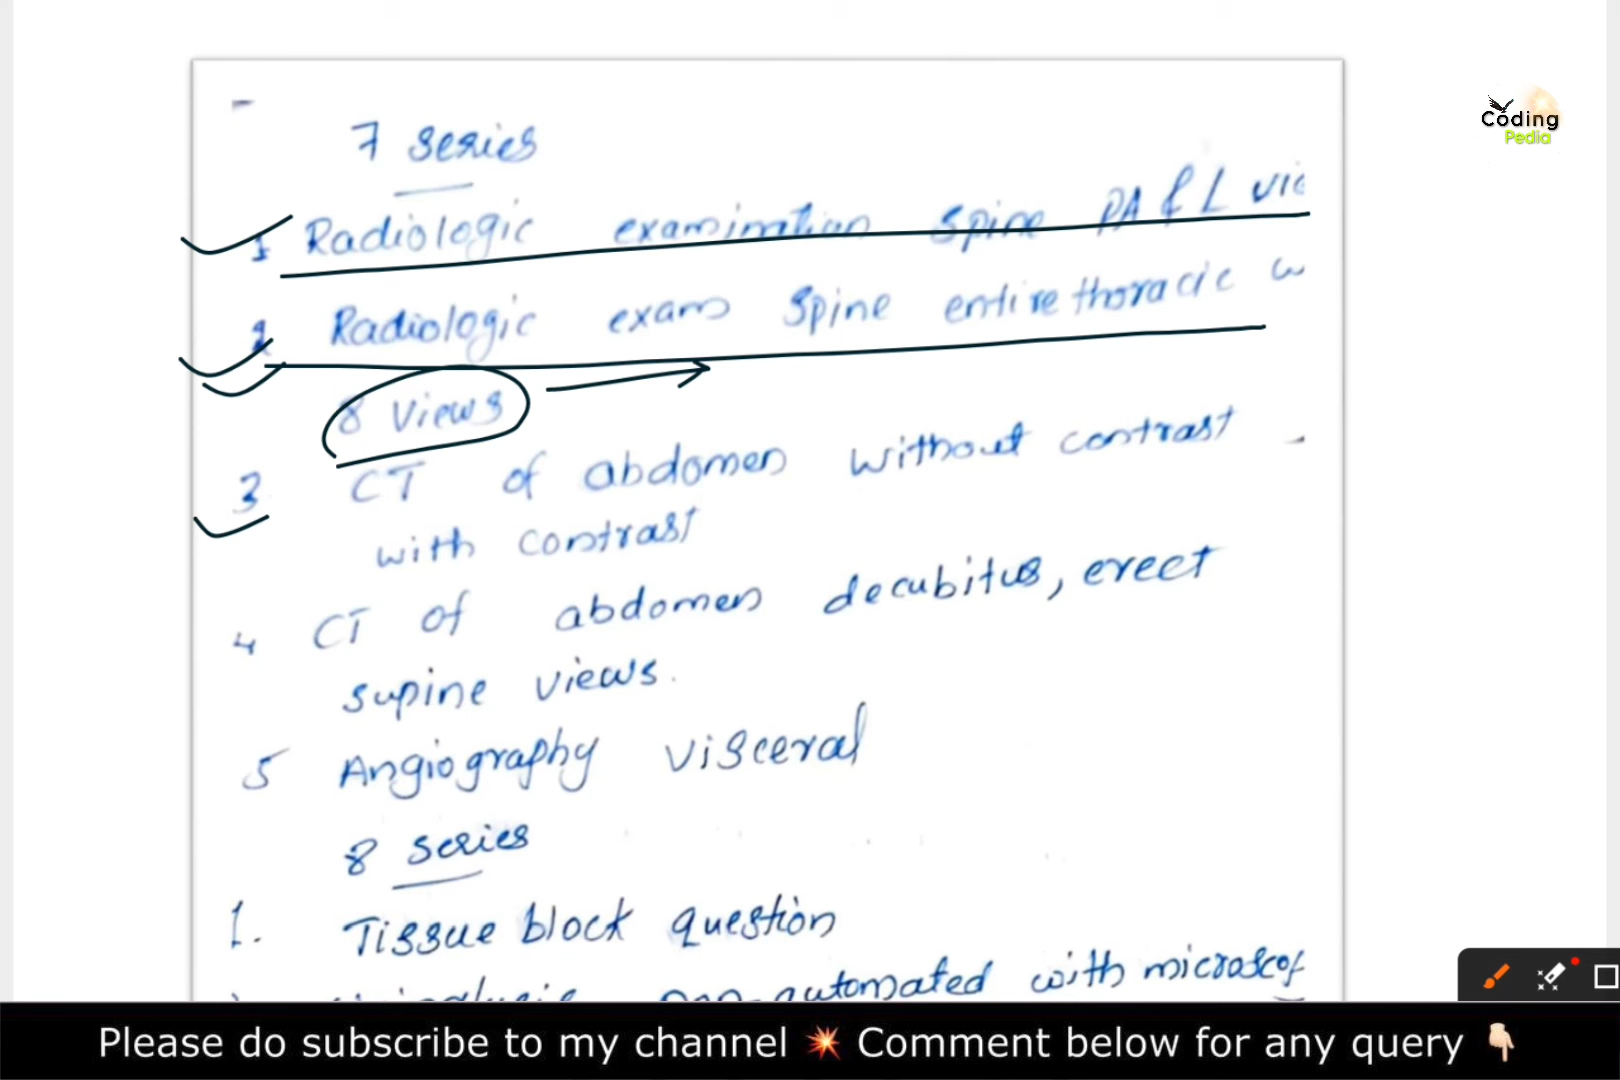 7 series
1 Radiologic examination Spine PA & L
2 Radiologic exam Spine entire thoracic
8 Views
3 CT of abdomen without contrast
with contrast
4 CT of abdomen decubitus, erect
supine views.
5 Angiography visceral
8 series
1. Tissue block question
automated with microscop
Coding
Pedia
Please do subscribe to my channel 💥 Comment below for any query 👇🏻